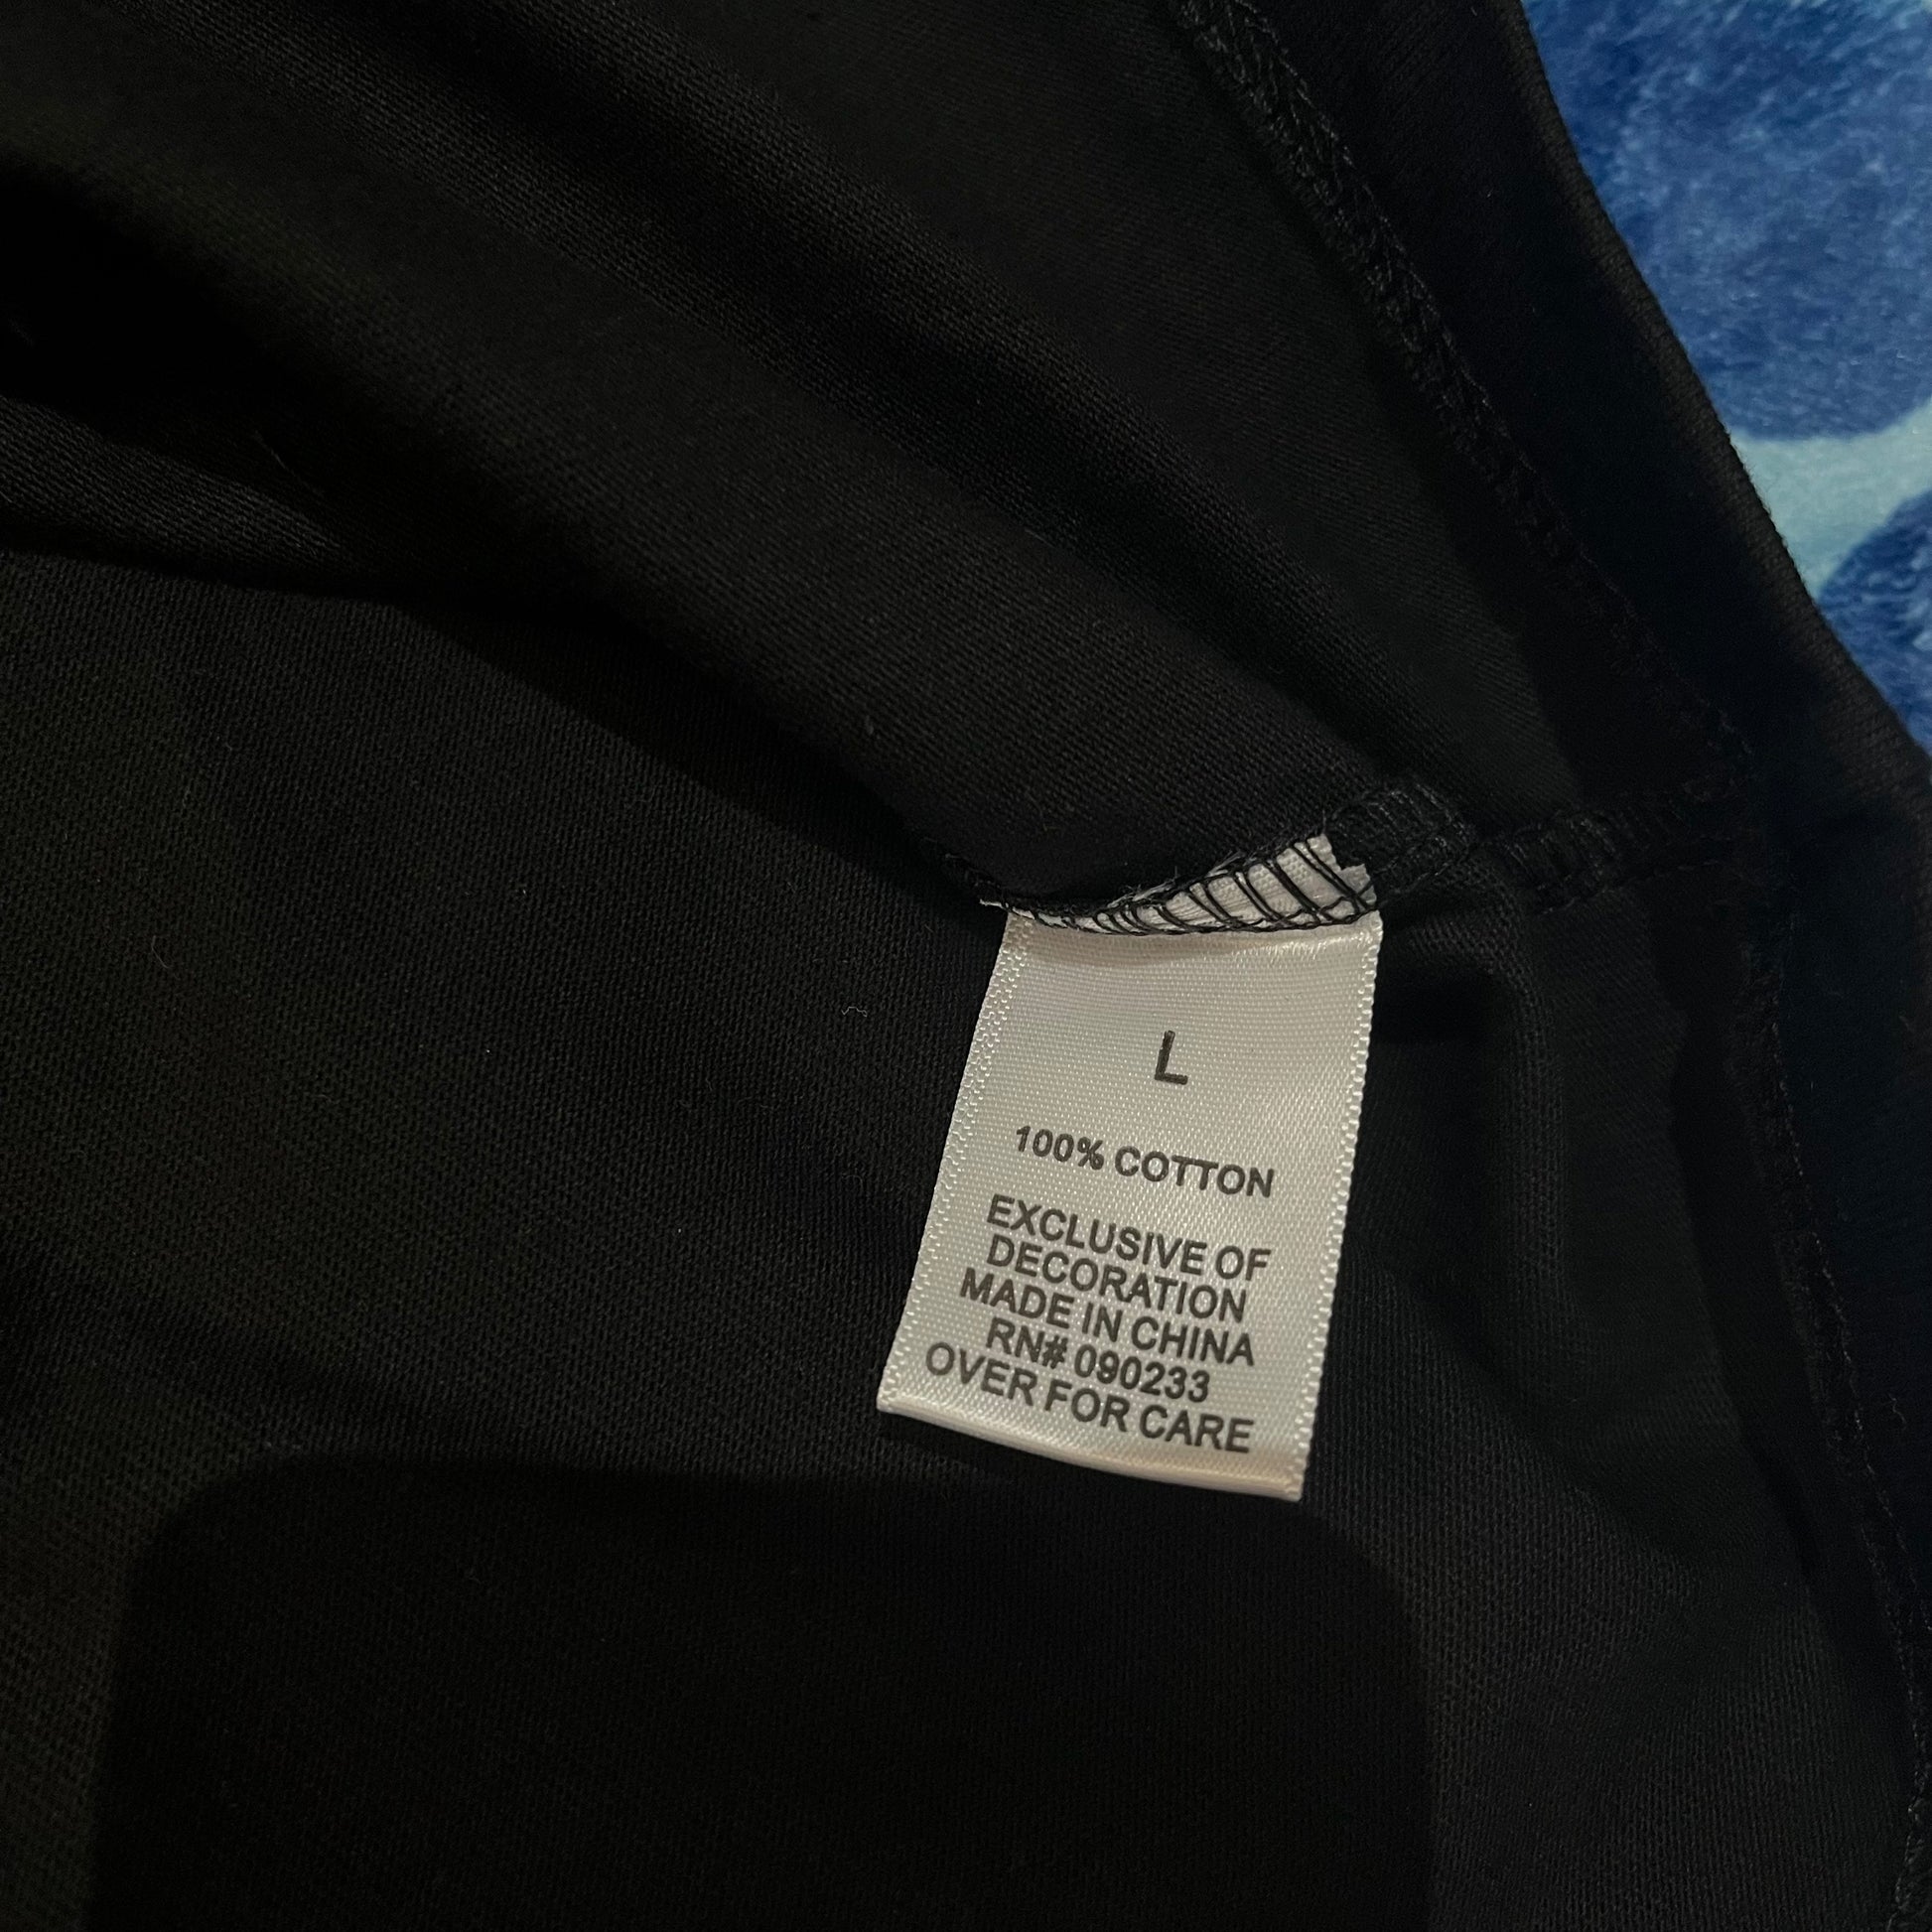 L
100% COTTON
EXCLUSIVE OF
DECORATION
MADE IN CHINA
RN# 090233
OVER FOR CARE